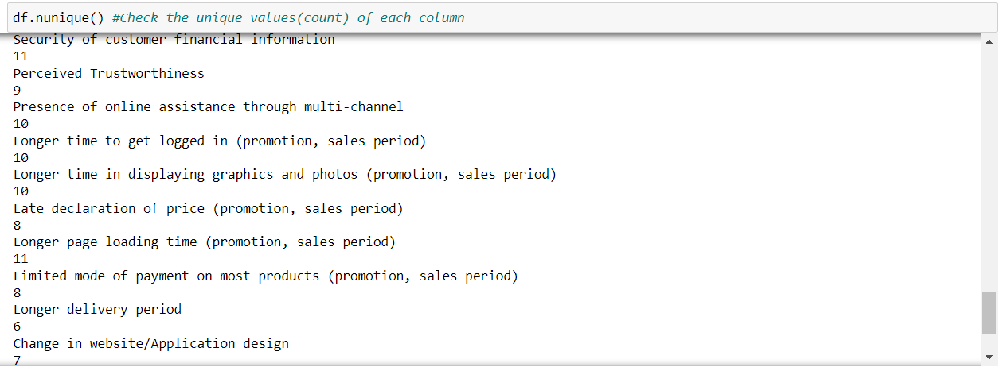 df.nunique() #Check the unique values(count) of each column
Security of customer financial information
11
Perceived Trustworthiness
9
Presence of online assistance through multi-channel
10
Longer time to get logged in (promotion, sales period)
10
Longer time in displaying graphics and photos (promotion, sales period)
10
Late declaration of price (promotion, sales period)
8
Longer page loading time (promotion, sales period)
11
Limited mode of payment on most products (promotion, sales period)
8
Longer delivery period
6
Change in website/Application design
7